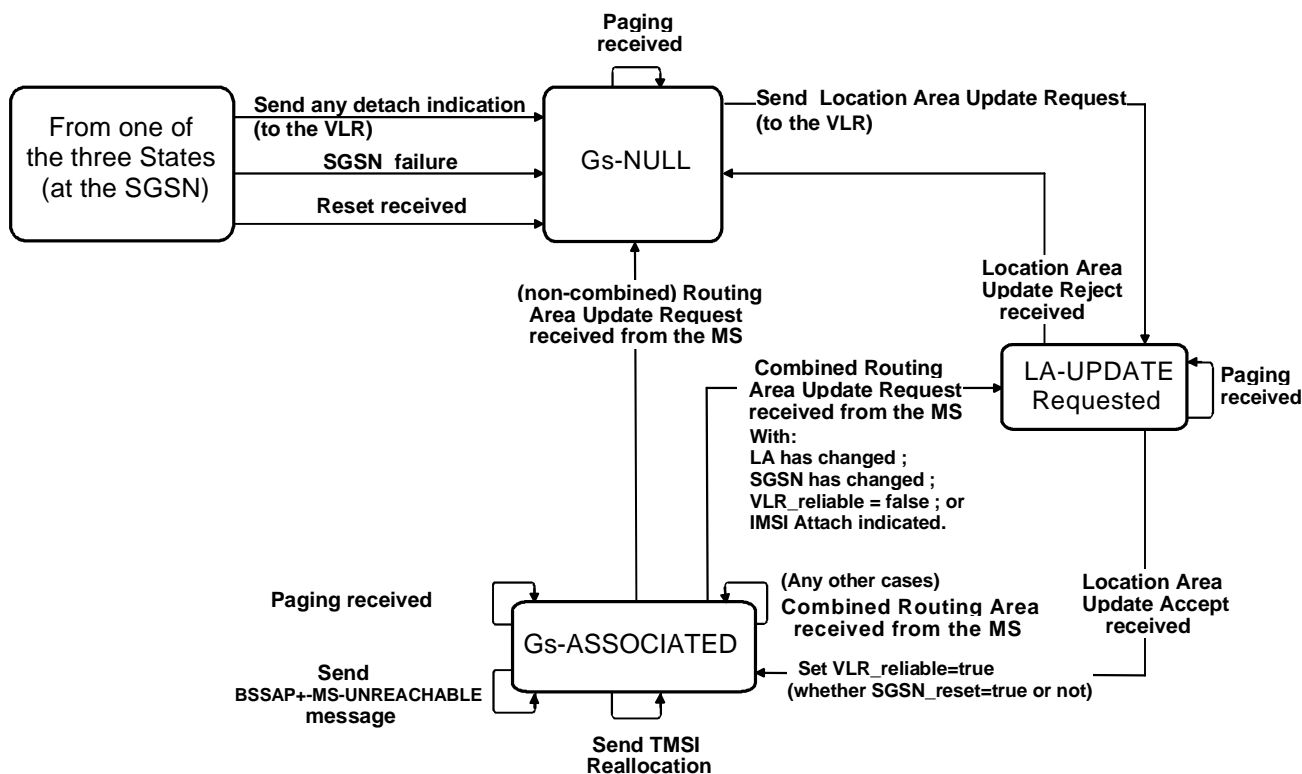 Paging
received
From one of
the three States
(at the SGSN)
Send any detach indication
(to the VLR)
SGSN failure
Reset received
Gs-NULL
Send Location Area Update Request
(to the VLR)
(non-combined) Routing
Area Update Request
received from the MS
Location Area
Update Reject
received
Combined Routing
Area Update Request
received from the MS
With:
LA has changed ;
SGSN has changed ;
VLR_reliable = false ; or
IMSI Attach indicated.
LA-UPDATE
Requested
Paging
received
Paging received
Gs-ASSOCIATED
(Any other cases)
Combined Routing Area
received from the MS
Location Area
Update Accept
received
Set VLR_reliable=true
(whether SGSN_reset=true or not)
Send
BSSAP+-MS-UNREACHABLE
message
Send TMSI
Reallocation